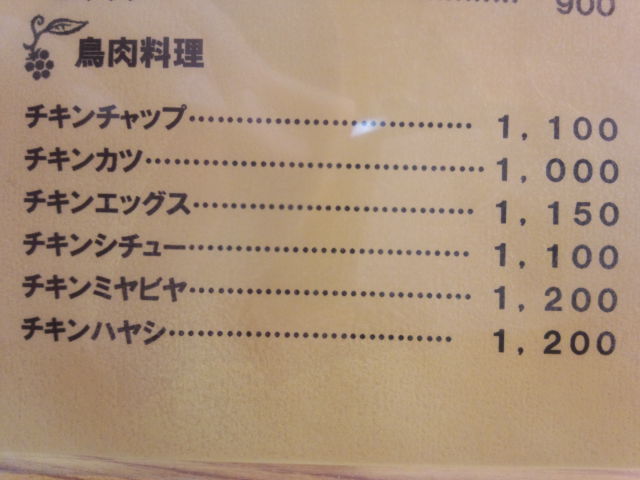 900
鳥肉料理
チキンチャップ……………………… 1,100
チキンカツ…………………………… 1,000
チキンエッグス……………………… 1,150
チキンシチュー……………………… 1,100
チキンミヤビヤ……………………… 1,200
チキンハヤシ………………………… 1,200